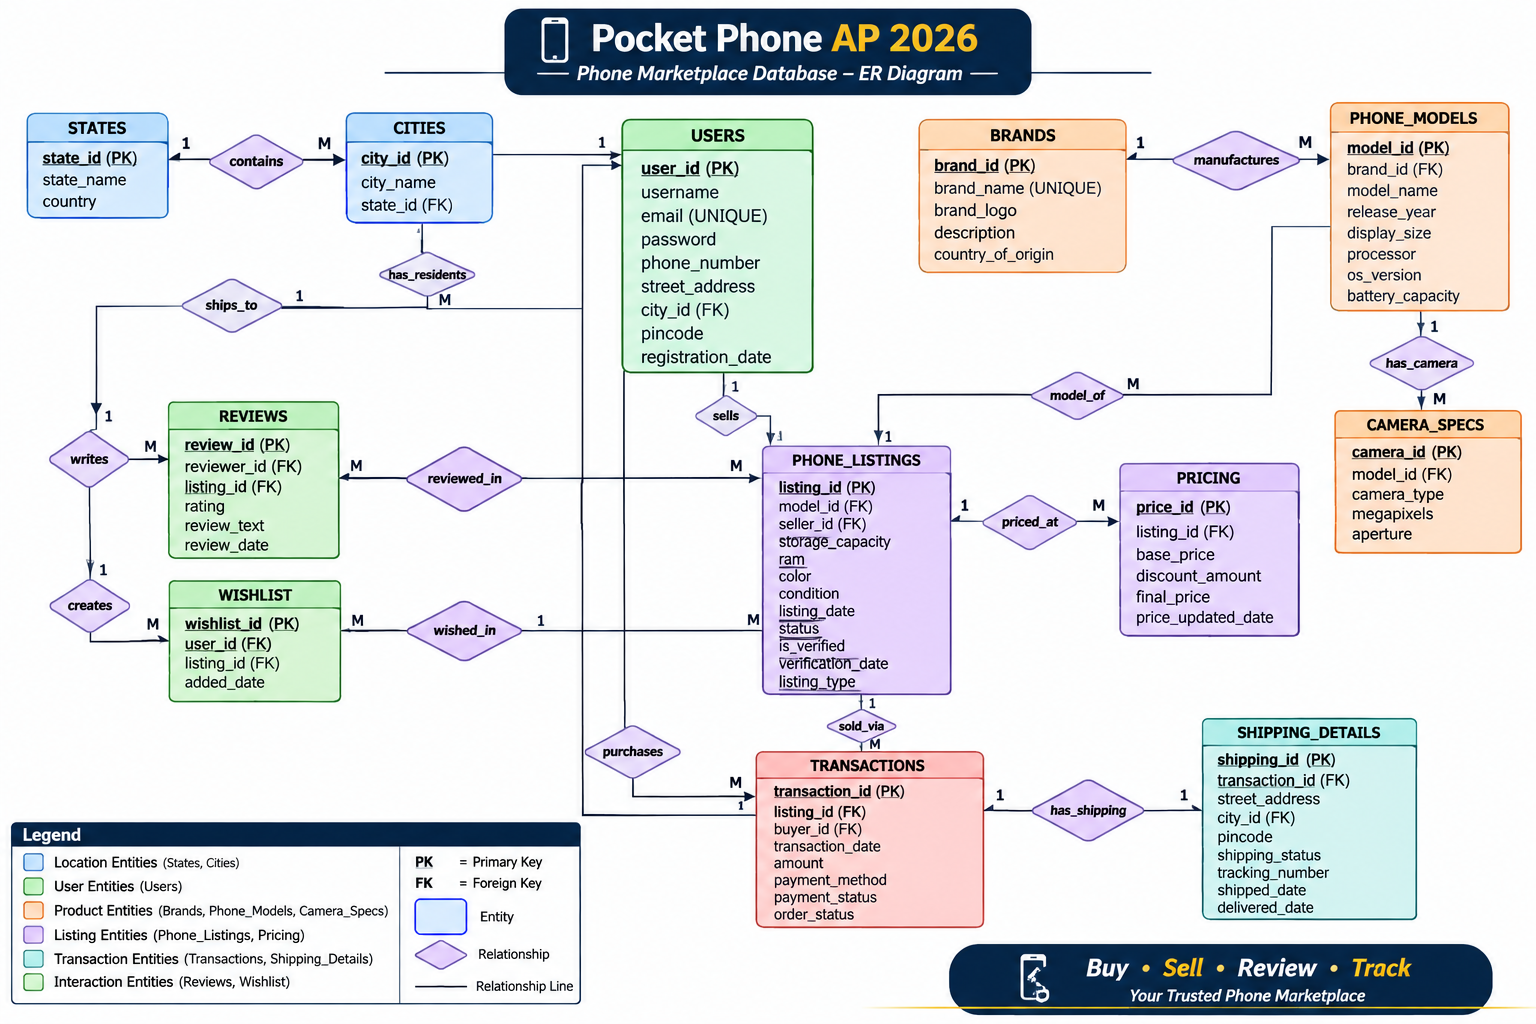 Pocket Phone AP 2026
Phone Marketplace Database – ER Diagram
STATES
state_id (PK)
state_name
country
1
contains
M
CITIES
city_id (PK)
city_name
state_id (FK)
1
has_residents
M
ships_to
1
USERS
user_id (PK)
username
email (UNIQUE)
password
phone_number
street_address
city_id (FK)
pincode
registration_date
BRANDS
brand_id (PK)
brand_name (UNIQUE)
brand_logo
description
country_of_origin
1
manufactures
M
PHONE_MODELS
model_id (PK)
brand_id (FK)
model_name
release_year
display_size
processor
os_version
battery_capacity
1
has_camera
M
CAMERA_SPECS
camera_id (PK)
model_id (FK)
camera_type
megapixels
aperture
model_of
M
1
1
sells
1
1
writes
M
REVIEWS
review_id (PK)
reviewer_id (FK)
listing_id (FK)
rating
review_text
review_date
M
reviewed_in
M
PHONE_LISTINGS
listing_id (PK)
model_id (FK)
seller_id (FK)
storage_capacity
ram
color
condition
listing_date
status
is_verified
verification_date
listing_type
1
priced_at
M
PRICING
price_id (PK)
listing_id (FK)
base_price
discount_amount
final_price
price_updated_date
1
creates
M
WISHLIST
wishlist_id (PK)
user_id (FK)
listing_id (FK)
added_date
M
wished_in
1
M
1
sold_via
M
purchases
M
1
TRANSACTIONS
transaction_id (PK)
listing_id (FK)
buyer_id (FK)
transaction_date
amount
payment_method
payment_status
order_status
1
has_shipping
1
SHIPPING_DETAILS
shipping_id (PK)
transaction_id (FK)
street_address
city_id (FK)
pincode
shipping_status
tracking_number
shipped_date
delivered_date
Legend
Location Entities (States, Cities)
User Entities (Users)
Product Entities (Brands, Phone_Models, Camera_Specs)
Listing Entities (Phone_Listings, Pricing)
Transaction Entities (Transactions, Shipping_Details)
Interaction Entities (Reviews, Wishlist)
PK = Primary Key
FK = Foreign Key
Entity
Relationship
Relationship Line
Buy • Sell • Review • Track
Your Trusted Phone Marketplace